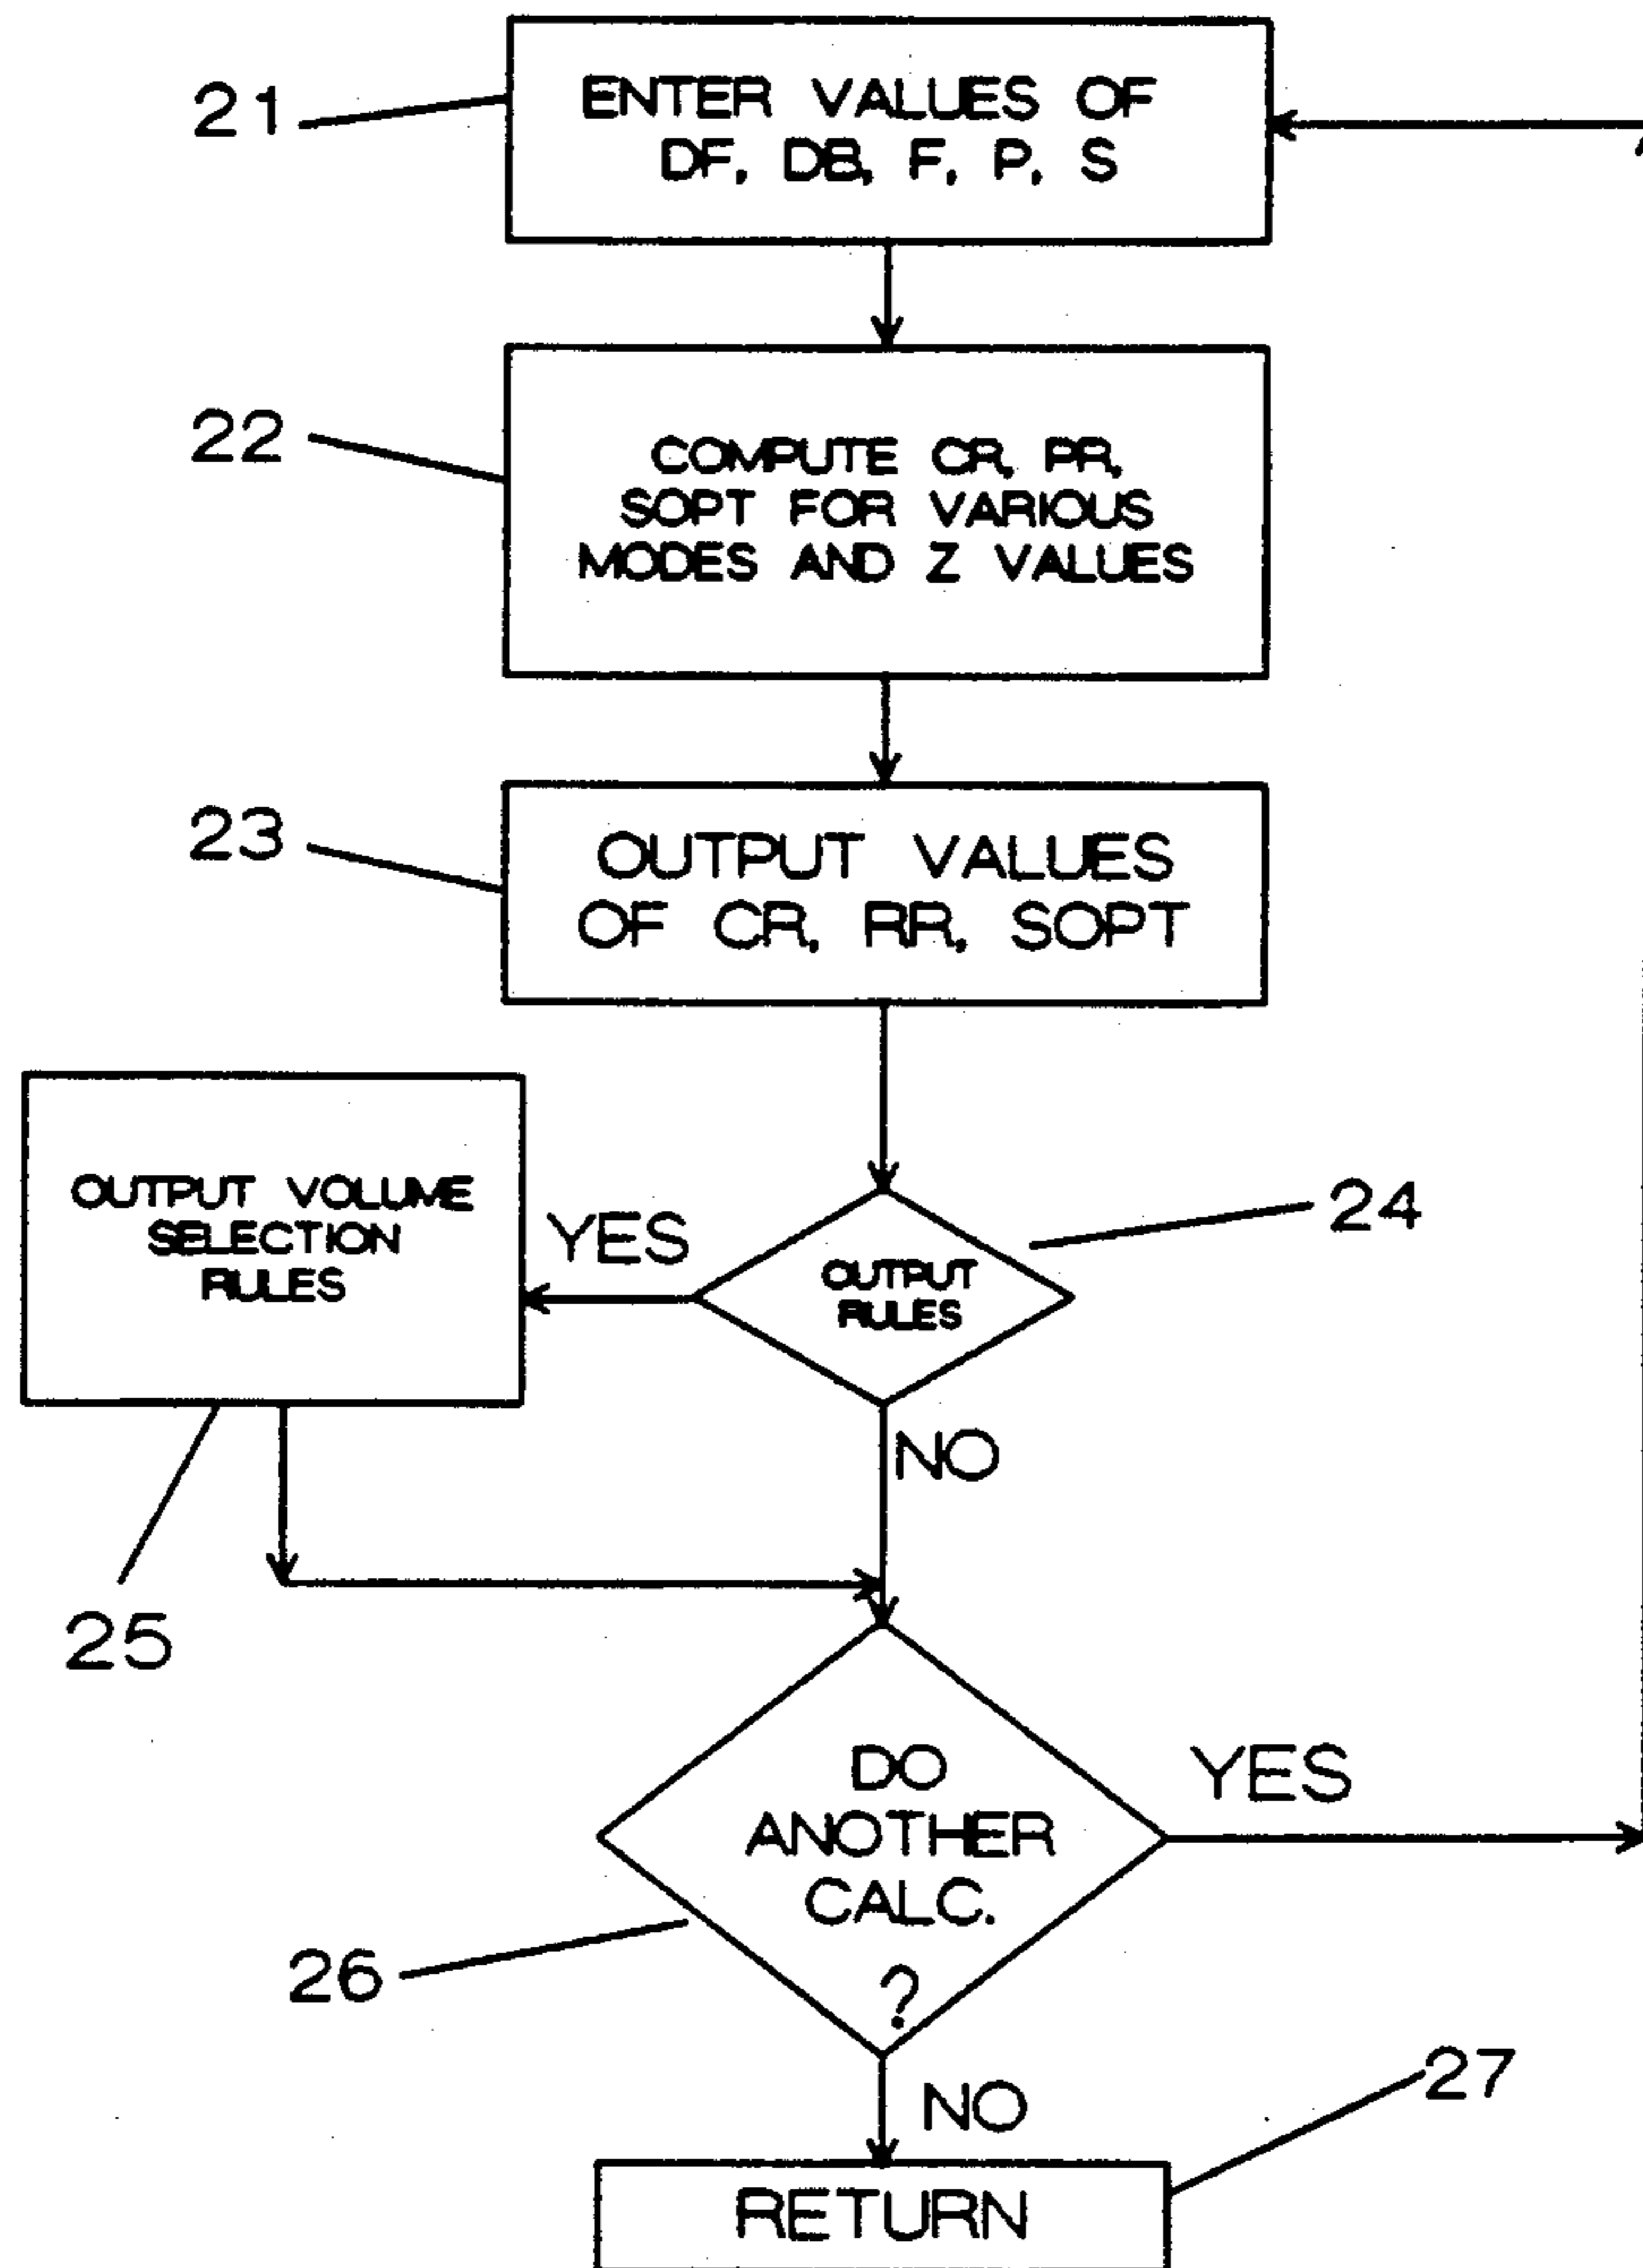 21
ENTER VALUES OF
DF, DB, F, P, S
22
COMPUTE CR, PR,
SOPT FOR VARIOUS
MODES AND Z VALUES
23
OUTPUT VALUES
OF CR, RR, SOPT
OUTPUT VOLUME
SELECTION
RULES
YES
OUTPUT
RULES
24
NO
25
DO
ANOTHER
CALC.
?
YES
26
NO
27
RETURN